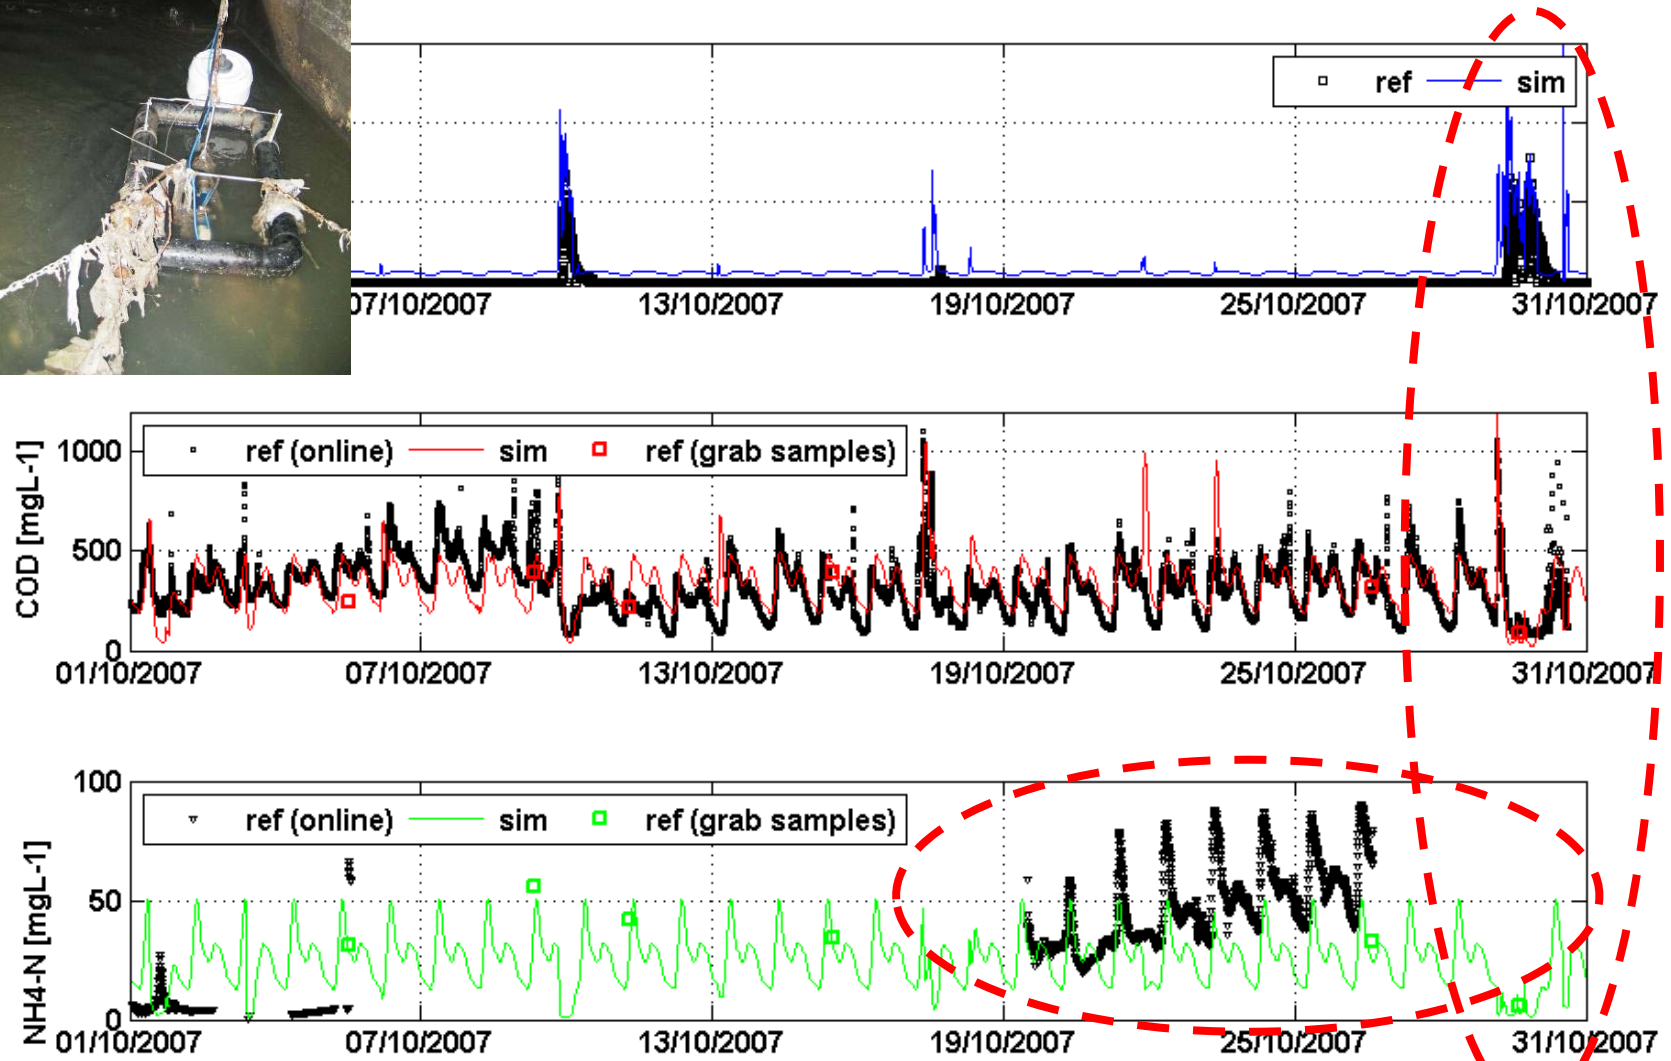 ref sim
07/10/2007 13/10/2007 19/10/2007 25/10/2007 31/10/2007
COD [mgL-1]
1000
500
0
ref (online) sim ref (grab samples)
01/10/2007 07/10/2007 13/10/2007 19/10/2007 25/10/2007 31/10/2007
NH4-N [mgL-1]
100
50
0
ref (online) sim ref (grab samples)
01/10/2007 07/10/2007 13/10/2007 19/10/2007 25/10/2007 31/10/2007